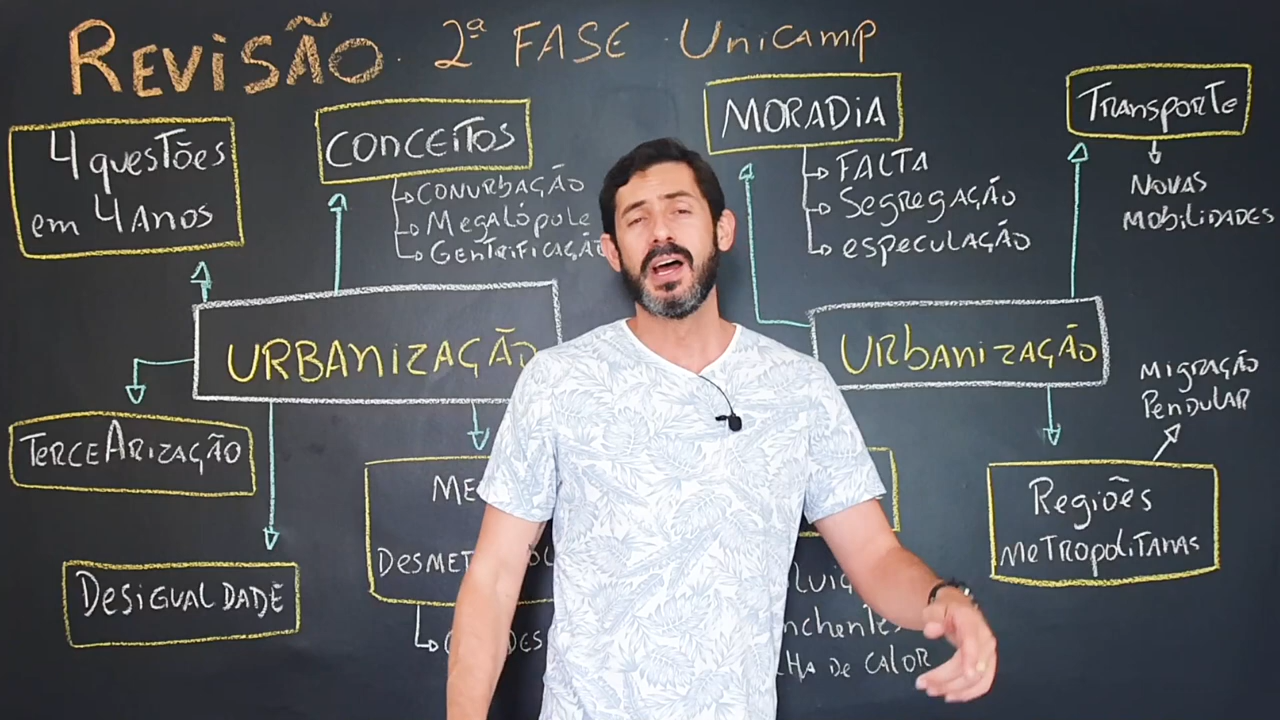 REVISÃO. 2ª FASE UNICAMP
4 questões
em 4 Anos
CONCEITOS
CONURBAÇÃO
Megalópole
GENTRIFICAÇÃO
MORADIA
FALTA
Segregação
especulação
Transporte
Novas
Mobilidades
URBANIZAÇÃO
URbANIZAÇÃO
Migração
Pendular
TerceArização
Regiões
Metropolitanas
Desigualdade
calor
de